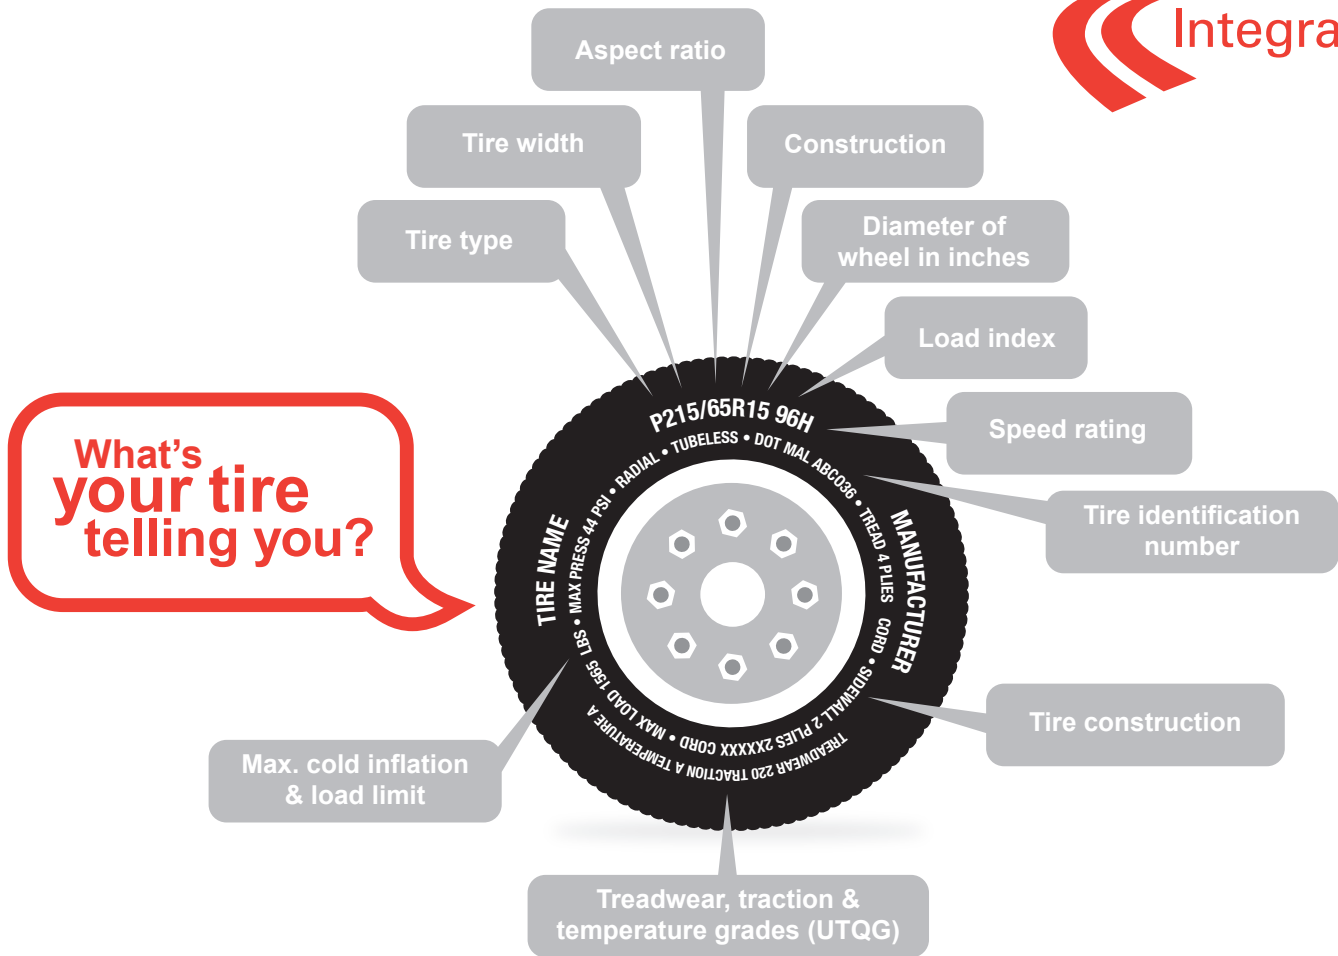 Integra
Aspect ratio
Tire width
Construction
Tire type
Diameter of
wheel in inches
Load index
Speed rating
Tire identification
number
Tire construction
Max. cold inflation
& load limit
Treadwear, traction &
temperature grades (UTQG)
What's
your tire
telling you?
P215/65R15 96H
TIRE NAME
MANUFACTURER
MAX PRESS 44 PSI • RADIAL • TUBELESS • DOT MAL ABC036 • TREAD 4 PLIES CORD • SIDEWALL 2 PLIES 2XXXXX CORD • MAX LOAD 1565 LBS •
TREADWEAR 220 TRACTION A TEMPERATURE A